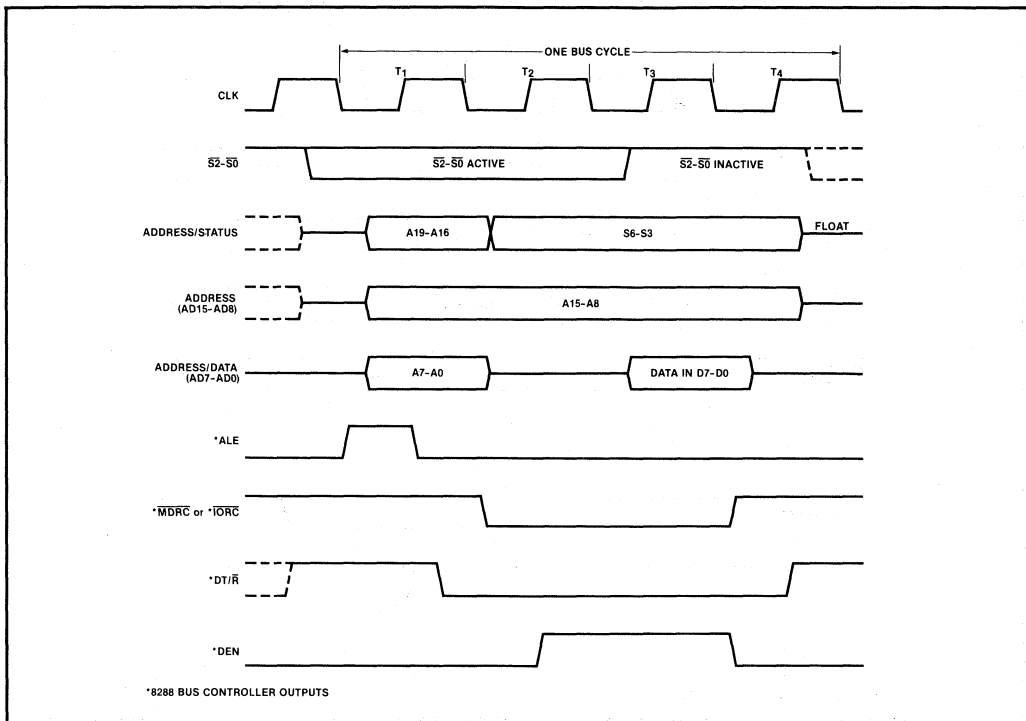 ONE BUS CYCLE
T1 T2 T3 T4
CLK
S2-S0
S2-S0 ACTIVE
S2-S0 INACTIVE
ADDRESS/STATUS
A19-A16
S6-S3
FLOAT
ADDRESS
(AD15-AD8)
A15-A8
ADDRESS/DATA
(AD7-AD0)
A7-A0
DATA IN D7-D0
*ALE
*MDRC or *IORC
*DT/R
*DEN
*8288 BUS CONTROLLER OUTPUTS